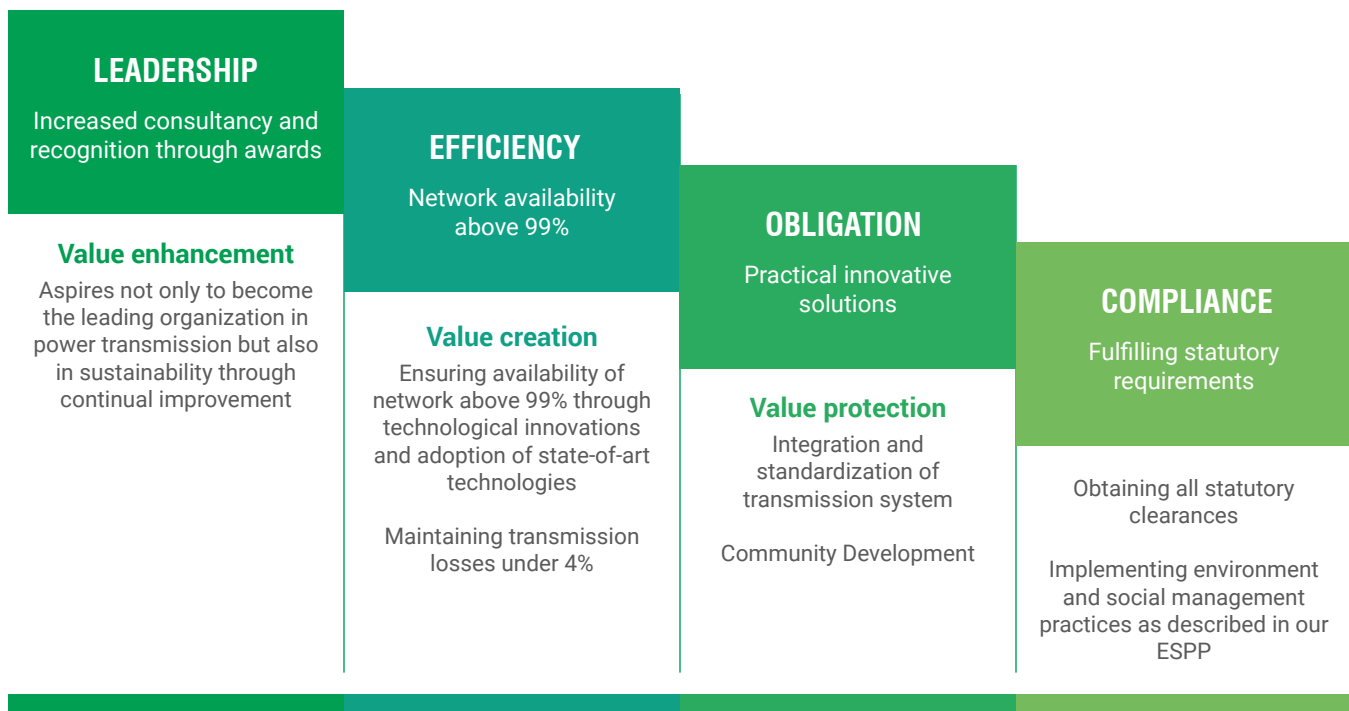 LEADERSHIP
Increased consultancy and
recognition through awards
Value enhancement
Aspires not only to become
the leading organization in
power transmission but also
in sustainability through
continual improvement
EFFICIENCY
Network availability
above 99%
Value creation
Ensuring availability of
network above 99% through
technological innovations
and adoption of state-of-art
technologies
Maintaining transmission
losses under 4%
OBLIGATION
Practical innovative
solutions
Value protection
Integration and
standardization of
transmission system
Community Development
COMPLIANCE
Fulfilling statutory
requirements
Obtaining all statutory
clearances
Implementing environment
and social management
practices as described in our
ESPP